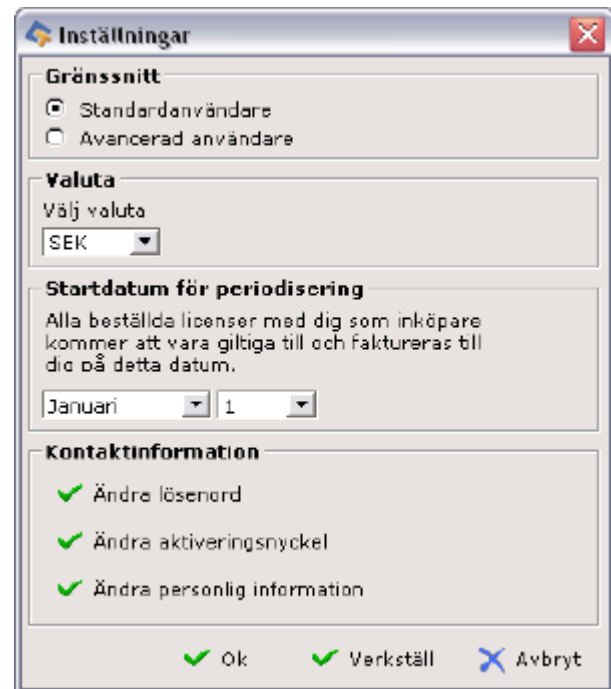 Inställningar
Gränssnitt
Standardanvändare
Avancerad användare
Valuta
Välj valuta
SEK
Startdatum för periodisering
Alla beställda licenser med dig som inköpare
kommer att vara giltiga till och faktureras till
dig på detta datum.
Januari 1
Kontaktinformation
Ändra lösenord
Ändra aktiveringsnyckel
Ändra personlig information
Ok Verkställ Avbryt